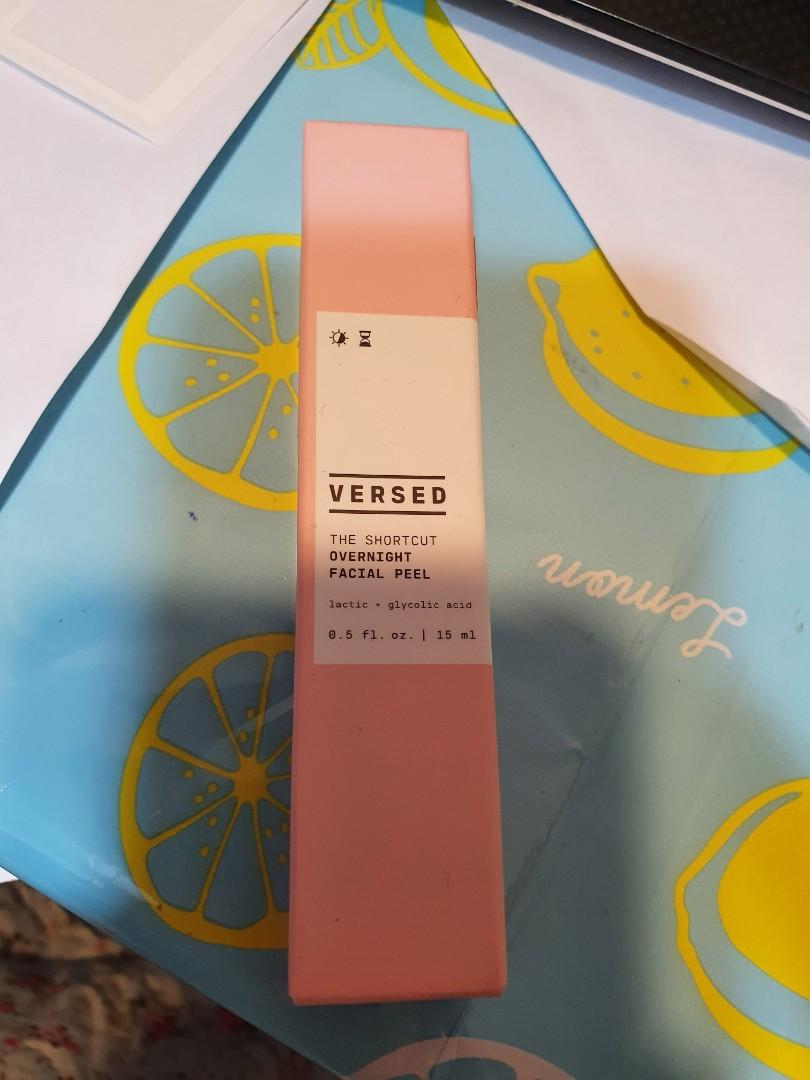 VERSED
THE SHORTCUT
OVERNIGHT
FACIAL PEEL
lactic + glycolic acid
0.5 fl. oz. | 15 ml
Lemon